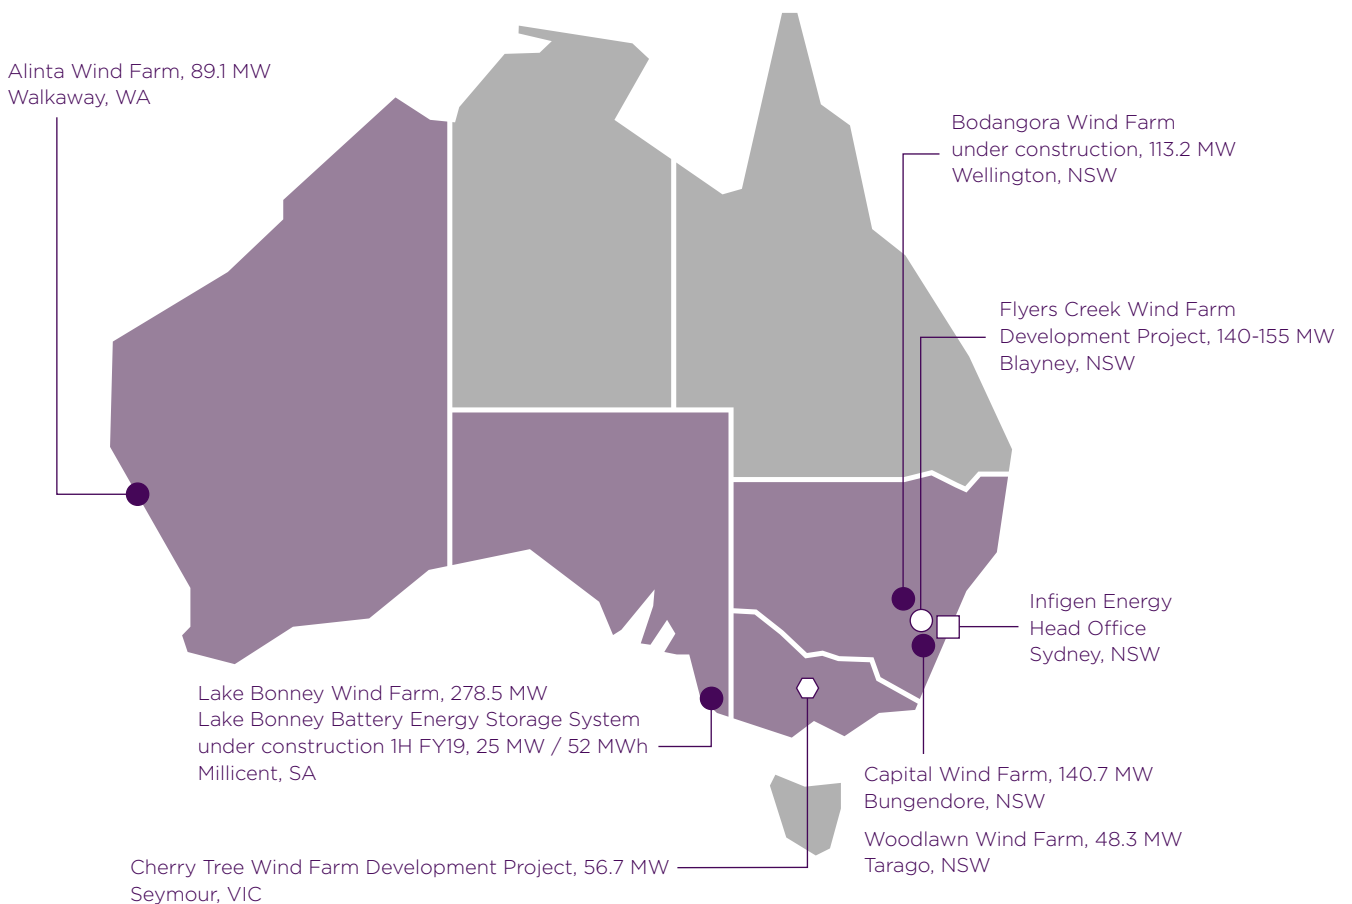 Alinta Wind Farm, 89.1 MW
Walkaway, WA
Bodangora Wind Farm
under construction, 113.2 MW
Wellington, NSW
Flyers Creek Wind Farm
Development Project, 140-155 MW
Blayney, NSW
Infigen Energy
Head Office
Sydney, NSW
Lake Bonney Wind Farm, 278.5 MW
Lake Bonney Battery Energy Storage System
under construction 1H FY19, 25 MW / 52 MWh
Millicent, SA
Capital Wind Farm, 140.7 MW
Bungendore, NSW
Woodlawn Wind Farm, 48.3 MW
Tarago, NSW
Cherry Tree Wind Farm Development Project, 56.7 MW
Seymour, VIC